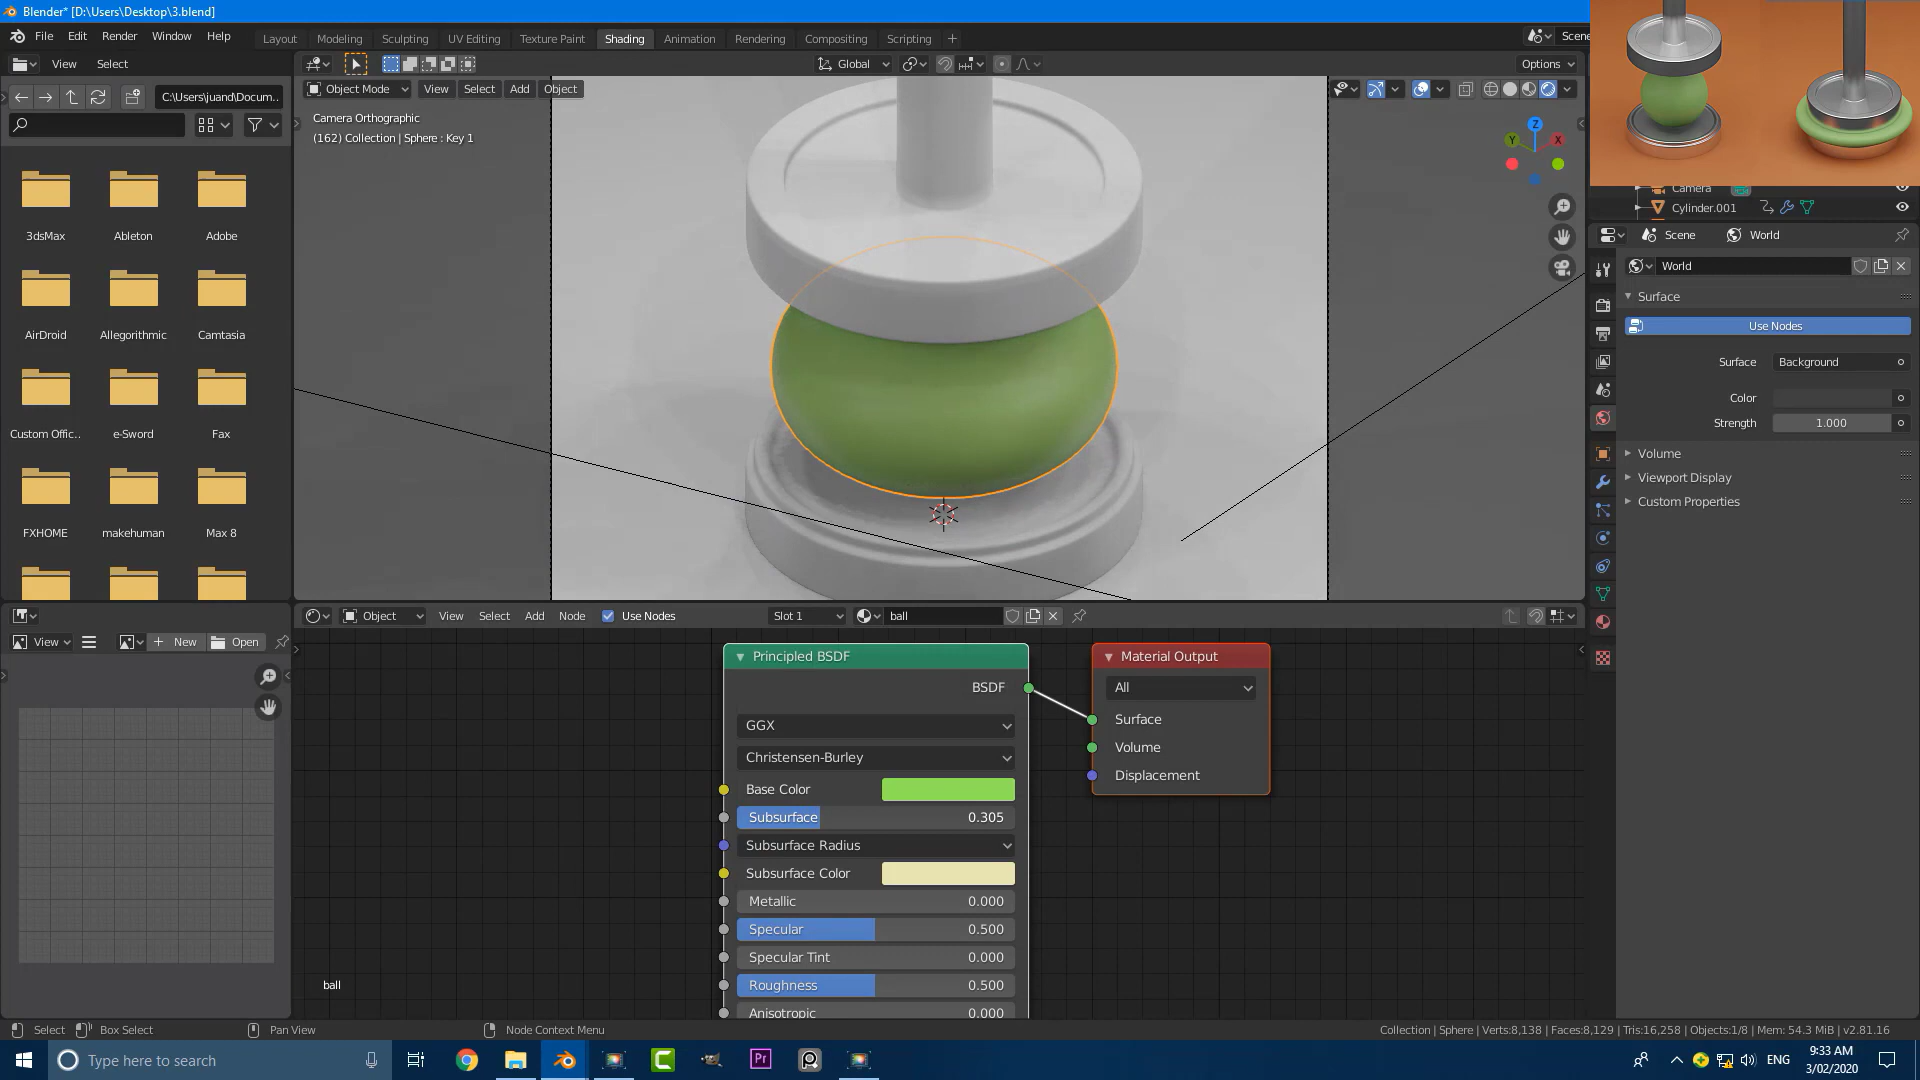 Blender* [D:\Users\Desktop\3.blend]
File Edit Render Window Help
Layout Modeling Sculpting UV Editing Texture Paint Shading Animation Rendering Compositing Scripting
Scene
View Select
Global
Options
C:\Users\juand\Docum..
Object Mode View Select Add Object
Camera Orthographic
(162) Collection | Sphere : Key 1
Z
Y
X
3dsMax Ableton Adobe
AirDroid Allegorithmic Camtasia
Custom Offic.. e-Sword Fax
FXHOME makehuman Max 8
Camera
Cylinder.001
Scene World
World
Surface
Use Nodes
Surface Background
Color
Strength 1.000
Volume
Viewport Display
Custom Properties
View New Open
Object View Select Add Node Use Nodes Slot 1 ball
Principled BSDF
BSDF
GGX
Christensen-Burley
Base Color
Subsurface 0.305
Subsurface Radius
Subsurface Color
Metallic 0.000
Specular 0.500
Specular Tint 0.000
Roughness 0.500
Anisotropic 0.000
Material Output
All
Surface
Volume
Displacement
ball
Select Box Select Pan View Node Context Menu
Collection | Sphere | Verts:8,138 | Faces:8,129 | Tris:16,258 | Objects:1/8 | Mem: 54.3 MiB | v2.81.16
Type here to search
Pr
ENG
9:33 AM
3/02/2020